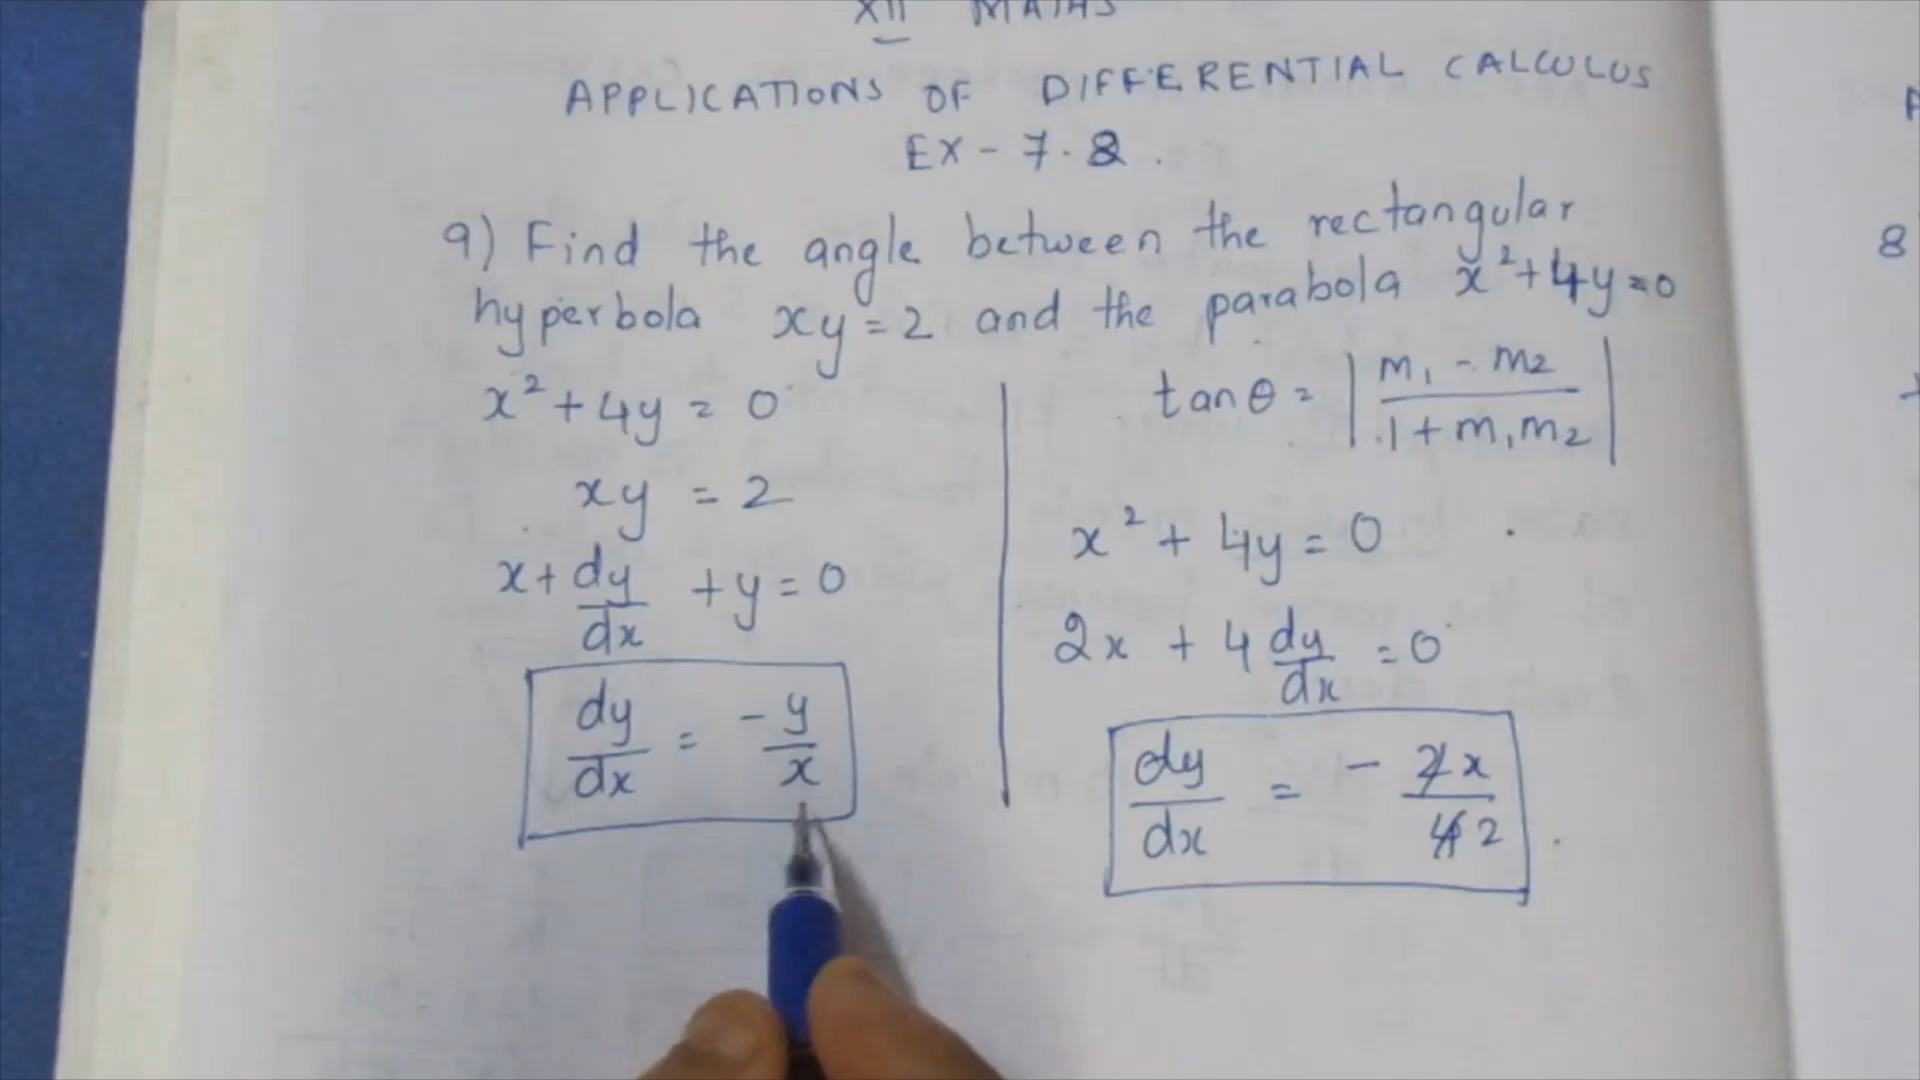 XII MATHS
APPLICATIONS OF DIFFERENTIAL CALCULUS
EX - 7.2.
9) Find the angle between the rectangular
hyperbola xy = 2 and the parabola x² + 4y = 0
x² + 4y = 0
xy = 2
x + dy/dx + y = 0
dy/dx = - y/x
tan θ = | m₁ - m₂ / 1 + m₁m₂ |
x² + 4y = 0
2x + 4 dy/dx = 0
dy/dx = - 2x / 4 2
8